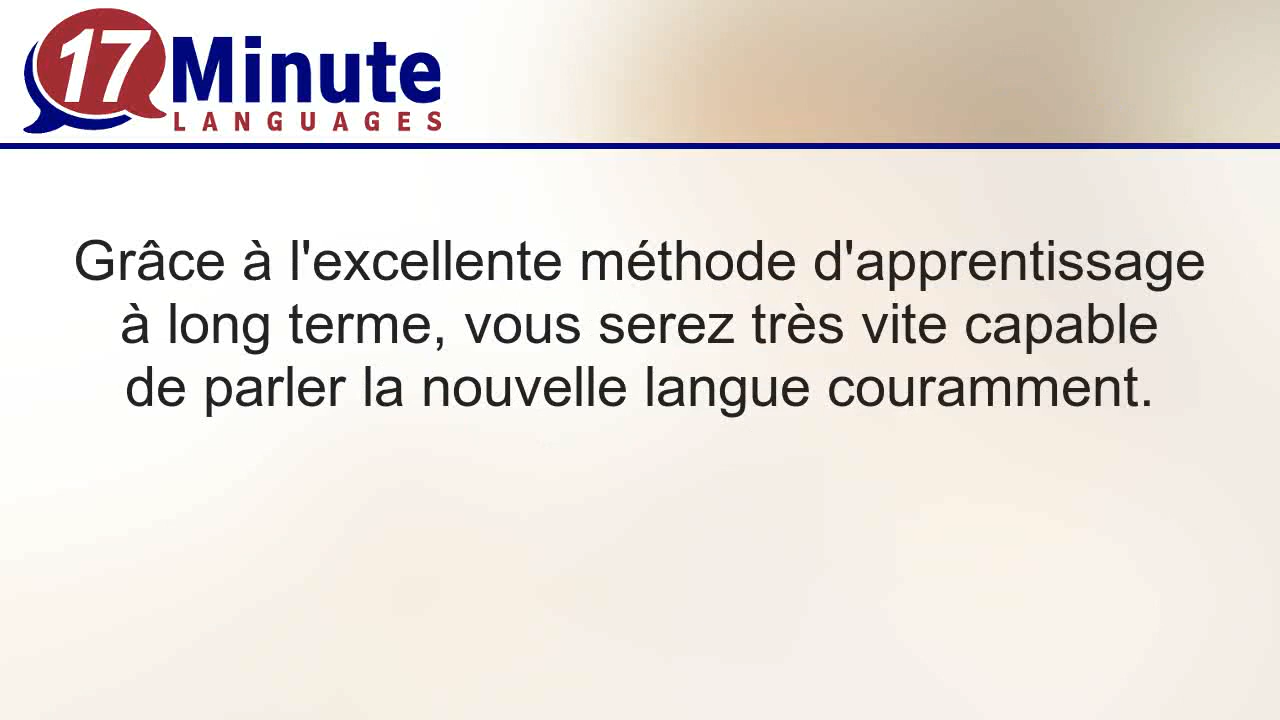 17 Minute
LANGUAGES
Grâce à l'excellente méthode d'apprentissage
à long terme, vous serez très vite capable
de parler la nouvelle langue couramment.